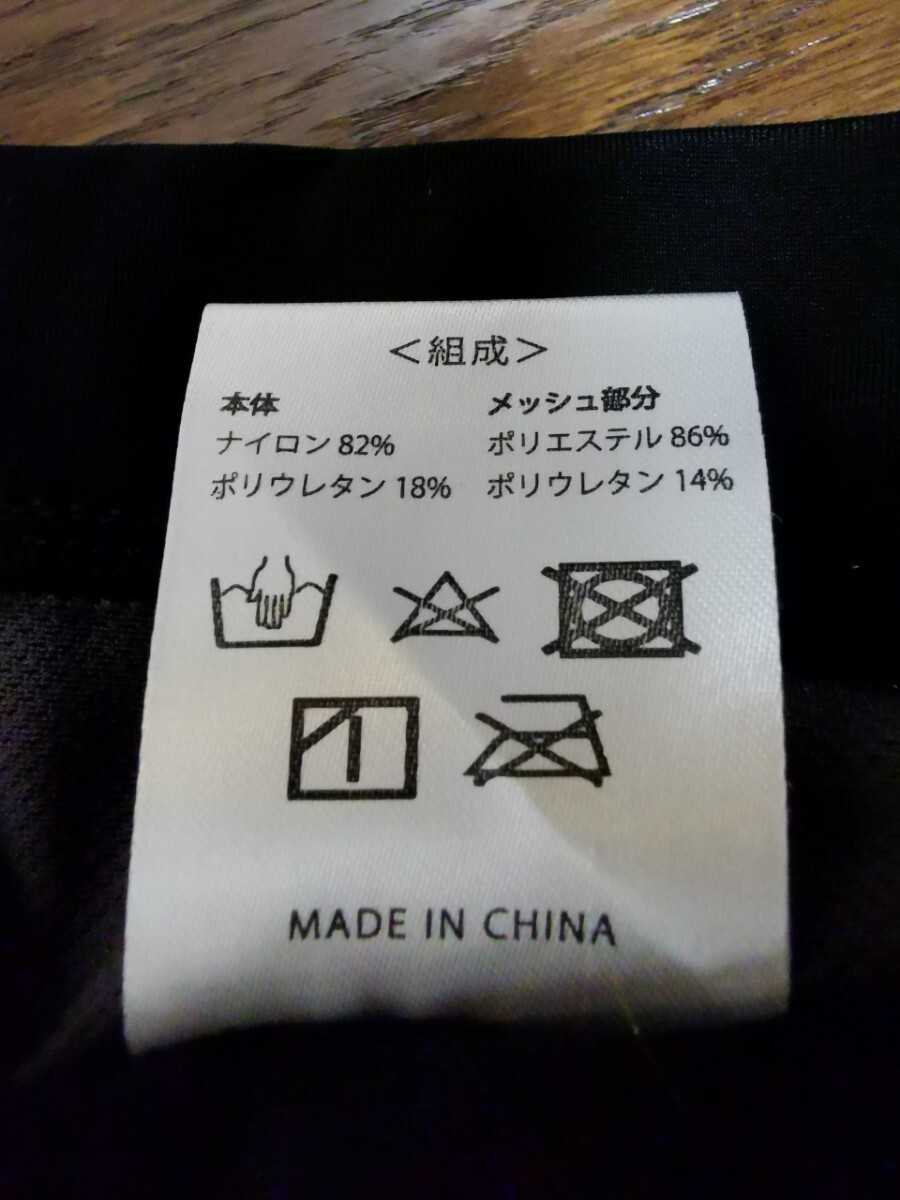 ＜組成＞
本体
ナイロン 82%
ポリウレタン 18%
メッシュ部分
ポリエステル 86%
ポリウレタン 14%
MADE IN CHINA